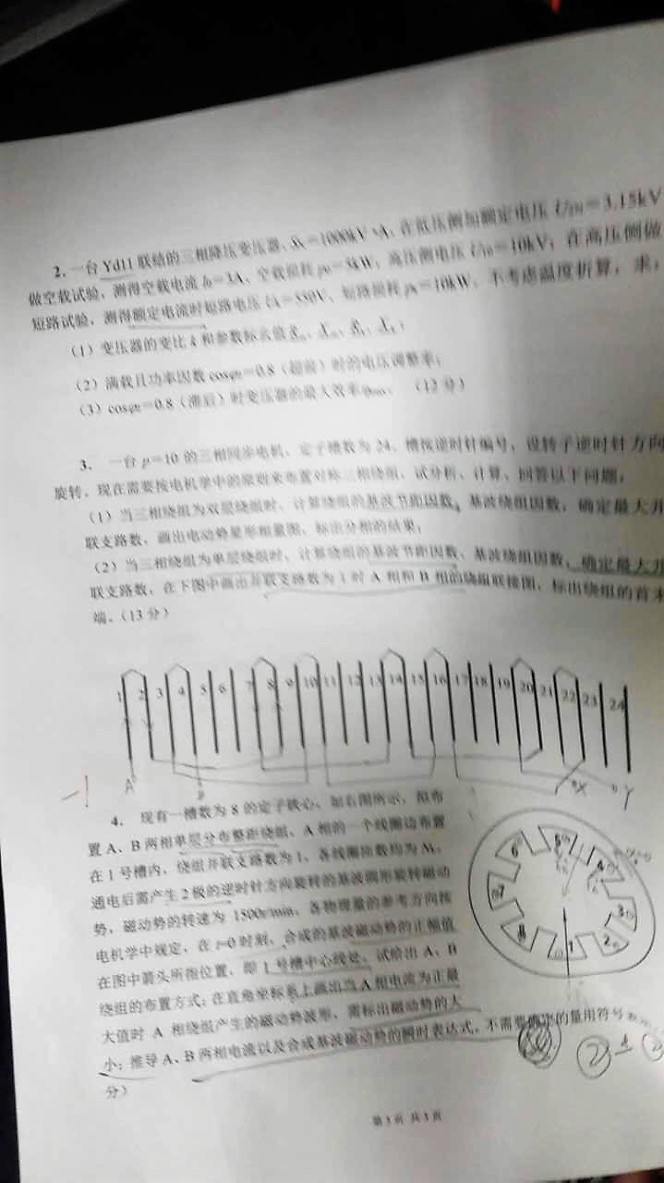 2. 一台 Yd11 联结的三相降压变压器、S_N=1000kV·A, 在低压侧加额定电压 U_2N=3.15kV
做空载试验, 测得空载电流 I_0=3A、空载损耗 p_0=5kW, 高压侧电压 U_1N=10kV; 在高压侧做
短路试验, 测得额定电流时短路电压 U_k=550V、短路损耗 p_k=10kW, 不考虑温度折算, 求:
(1) 变压器的变比 k 和参数标幺值
(2) 满载且功率因数 cosφ_2=0.8 (超前) 时的电压调整率;
(3) cosφ_2=0.8 (滞后) 时变压器的最大效率 (12 分)
3. 一台 p=10 的三相同步电机、定子槽数为 24, 槽按逆时针编号, 设转子逆时针方向
旋转。现在需要按电机学中的原则来布置对称三相绕组, 试分析、计算、回答以下问题:
(1) 当三相绕组为双层绕组时, 计算绕组的基波节距因数、基波绕组因数, 确定最大并
联支路数, 画出电动势星形相量图, 标出分相的结果;
(2) 当三相绕组为单层绕组时, 计算绕组的基波节距因数、基波绕组因数、确定最大并
联支路数, 在下图中画出并联支路数为 1 时 A 相和 B 相的绕组联接图, 标出绕组的首末
端。(13 分)
1 2 3 4 5 6 7 8 9 10 11 12 13 14 15 16 17 18 19 20 21 22 23 24
-1 A B X Y
4. 现有一槽数为 8 的定子铁心、如右图所示, 拟布
置 A、B 两相单层分布整距绕组、A 相的一个线圈边布置
在 1 号槽内, 绕组并联支路数为 1、各线圈匝数均为 N_c,
通电后需产生 2 极的逆时针方向旋转的基波圆形旋转磁动
势, 磁动势的转速为 1500r/min, 各物理量的参考方向按
电机学中规定, 在 t=0 时刻, 合成的基波磁动势的正幅值
在图中箭头所指位置, 即 1 号槽中心线处。试给出 A、B
绕组的布置方式; 在直角坐标系上画出当 A 相电流为正最
大值时 A 相绕组产生的磁动势波形, 需标出磁动势的大
小; 推导 A、B 两相电流以及合成基波磁动势的瞬时表达式, 不需要确定的量用符号
分)
6 5 4
7 3
8 1 2
第 3 页 共 3 页